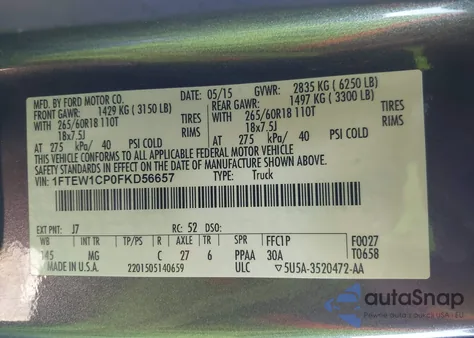 MFD. BY FORD MOTOR CO.
DATE: 05/15 GVWR: 2835 KG ( 6250 LB)
FRONT GAWR: 1429 KG ( 3150 LB) REAR GAWR: 1497 KG ( 3300 LB)
WITH 265/60R18 110T TIRES WITH 265/60R18 110T TIRES
18x7.5J RIMS 18x7.5J RIMS
AT 275 kPa/ 40 PSI COLD AT 275 kPa/ 40 PSI COLD
THIS VEHICLE CONFORMS TO ALL APPLICABLE FEDERAL MOTOR VEHICLE
SAFETY STANDARDS IN EFFECT ON THE DATE OF MANUFACTURE SHOWN ABOVE.
VIN: 1FTEW1CP0FKD56657 TYPE: Truck
EXT PNT: J7 RC: 52 DSO:
WB INT TR TP/PS R AXLE TR SPR FFC1P F0027
145 C 27 6 PPAA 30A T0658
MADE IN U.S.A. 2201505140659 ULC 5U5A-3520472-AA
autoSnap